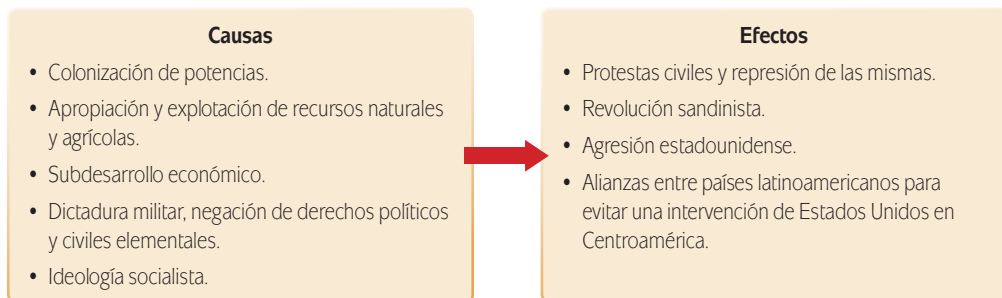 Causas
• Colonización de potencias.
• Apropiación y explotación de recursos naturales
y agrícolas.
• Subdesarrollo económico.
• Dictadura militar, negación de derechos políticos
y civiles elementales.
• Ideología socialista.
Efectos
• Protestas civiles y represión de las mismas.
• Revolución sandinista.
• Agresión estadounidense.
• Alianzas entre países latinoamericanos para
evitar una intervención de Estados Unidos en
Centroamérica.